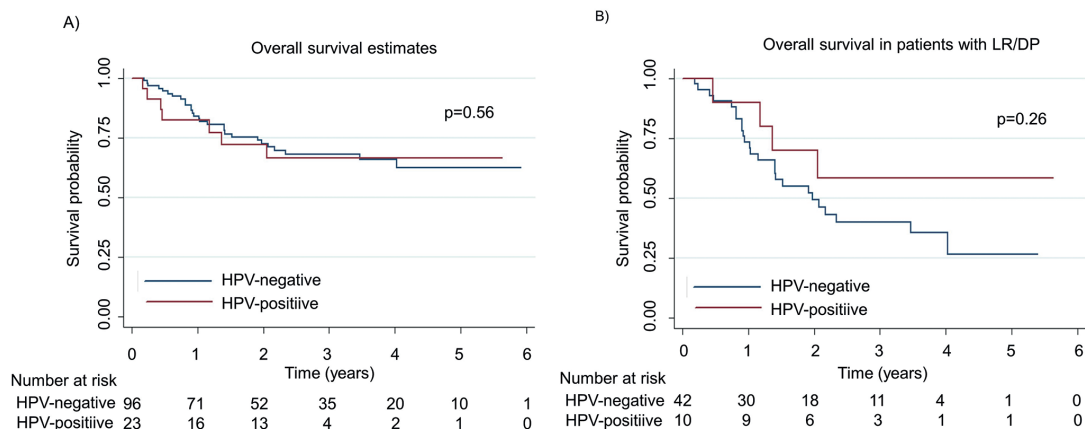 A)
Overall survival estimates
Survival probability
1.00
0.75
0.50
0.25
0.00
p=0.56
HPV-negative
HPV-positiive
0 1 2 3 4 5 6
Time (years)
Number at risk
HPV-negative 96 71 52 35 20 10 1
HPV-positiive 23 16 13 4 2 1 0
B)
Overall survival in patients with LR/DP
Survival probability
1.00
0.75
0.50
0.25
0.00
p=0.26
HPV-negative
HPV-positiive
0 1 2 3 4 5 6
Time (years)
Number at risk
HPV-negative 42 30 18 11 4 1 0
HPV-positiive 10 9 6 3 1 1 0